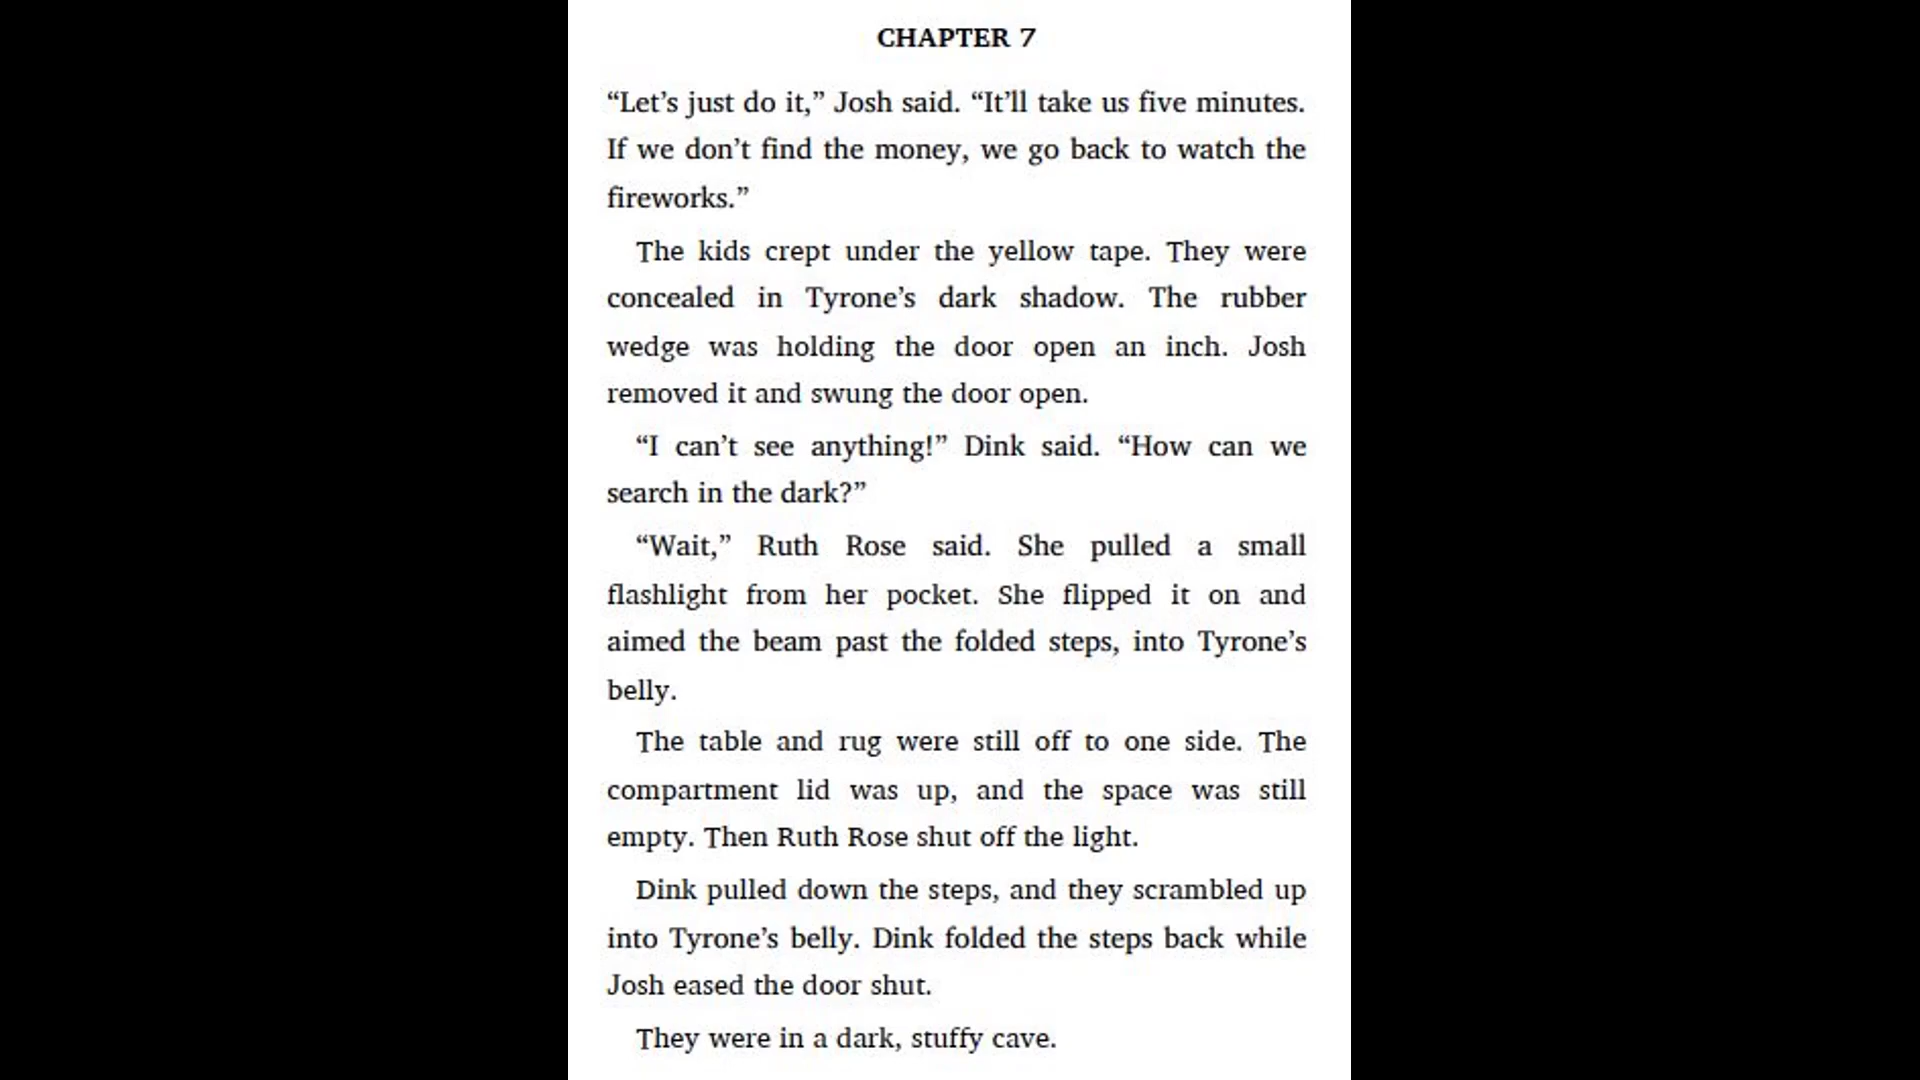 CHAPTER 7
“Let’s just do it,” Josh said. “It’ll take us five minutes.
If we don’t find the money, we go back to watch the
fireworks.”
The kids crept under the yellow tape. They were
concealed in Tyrone’s dark shadow. The rubber
wedge was holding the door open an inch. Josh
removed it and swung the door open.
“I can’t see anything!” Dink said. “How can we
search in the dark?”
“Wait,” Ruth Rose said. She pulled a small
flashlight from her pocket. She flipped it on and
aimed the beam past the folded steps, into Tyrone’s
belly.
The table and rug were still off to one side. The
compartment lid was up, and the space was still
empty. Then Ruth Rose shut off the light.
Dink pulled down the steps, and they scrambled up
into Tyrone’s belly. Dink folded the steps back while
Josh eased the door shut.
They were in a dark, stuffy cave.